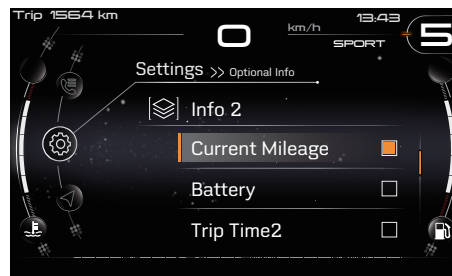 Trip 1564 km
0
km/h
13:43
SPORT
5
Settings >> Optional Info
Info 2
Current Mileage
Battery
Trip Time2